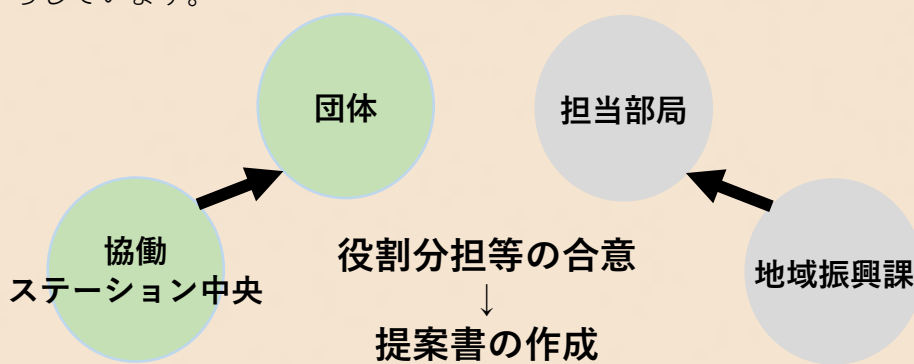 うしています。
団体
担当部局
協働
ステーション中央
役割分担等の合意
↓
提案書の作成
地域振興課